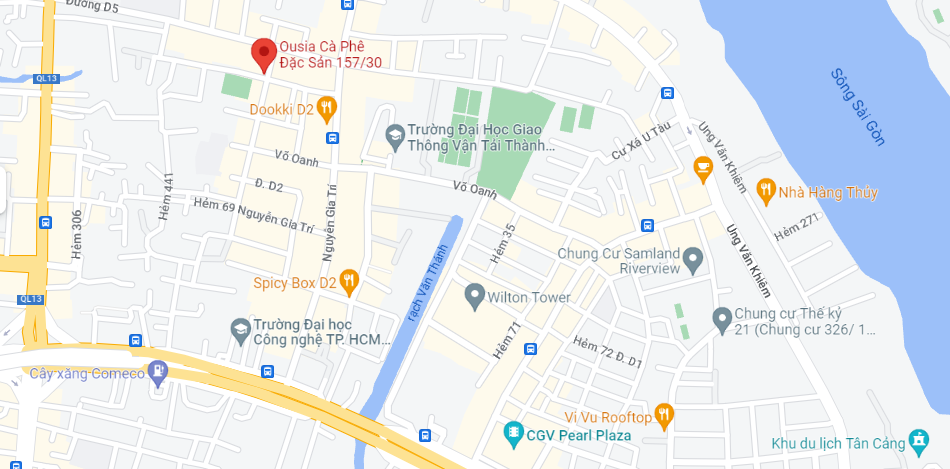 Đường D5
Ousia Cà Phê
Đặc Sản 157/30
QL13
Dookki D2
Trường Đại Học Giao
Thông Vận Tải Thành...
Sông Sài Gòn
Cư Xá U Tàu
Ung Văn Khiêm
Võ Oanh
Võ Oanh
Đ. D2
Hẻm 441
Hẻm 69 Nguyễn Gia Trí
Nguyễn Gia Trí
Hẻm 306
Nhà Hàng Thủy
Hẻm 271
Ung Văn Khiêm
Hẻm 35
rạch Văn Thánh
Chung Cư Samland
Riverview
Spicy Box D2
Wilton Tower
QL13
Chung cư Thế kỷ
21 (Chung cư 326/ 1...
Trường Đại học
Công nghệ TP. HCM...
Hẻm 71
Hẻm 72 Đ. D1
Cây xăng Comeco
Vi Vu Rooftop
CGV Pearl Plaza
Khu du lịch Tân Cảng